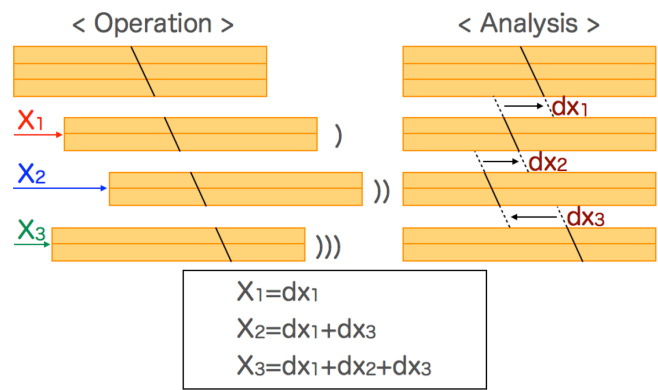 < Operation >
< Analysis >
dx1
X1
)
dx2
X2
))
dx3
X3
)))
X1=dx1
X2=dx1+dx3
X3=dx1+dx2+dx3